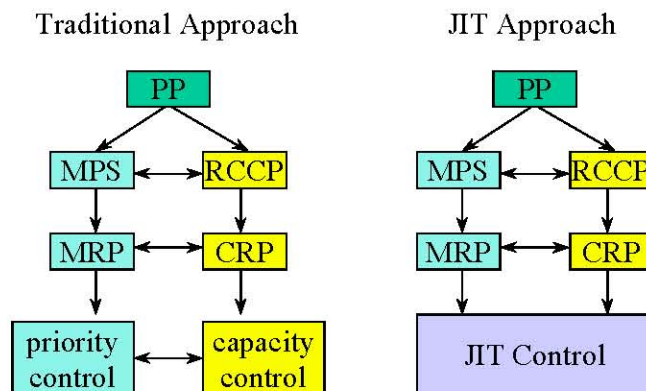 Traditional Approach
PP
MPS
RCCP
MRP
CRP
priority
control
capacity
control
JIT Approach
PP
MPS
RCCP
MRP
CRP
JIT Control